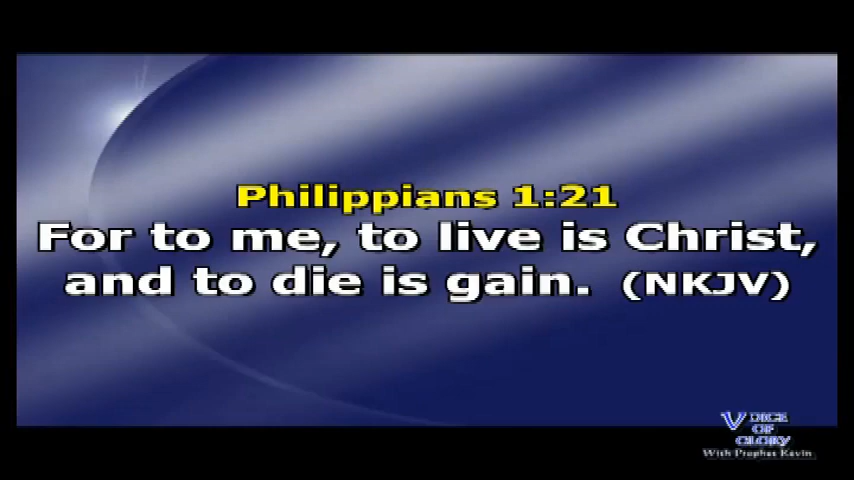 Philippians 1:21
For to me, to live is Christ,
and to die is gain. (NKJV)
VOICE
OF
GLORY
With Prophet Kevin